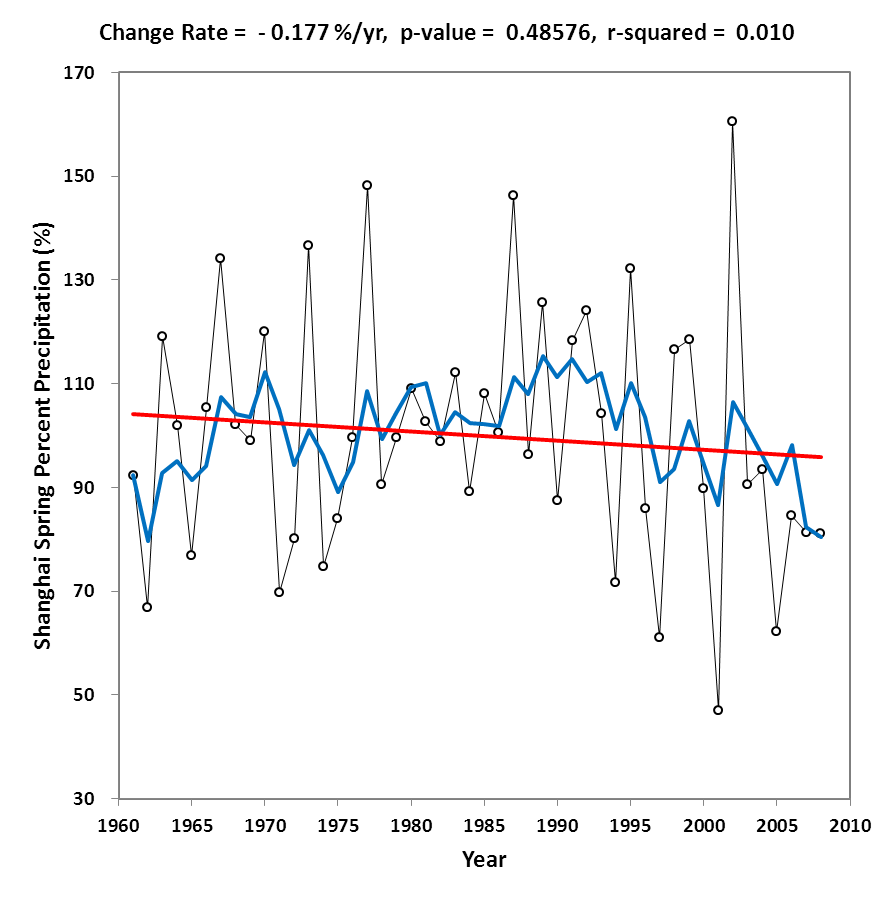 Change Rate = - 0.177 %/yr, p-value = 0.48576, r-squared = 0.010
170
150
130
110
90
70
50
30
Shanghai Spring Percent Precipitation (%)
1960 1965 1970 1975 1980 1985 1990 1995 2000 2005 2010
Year